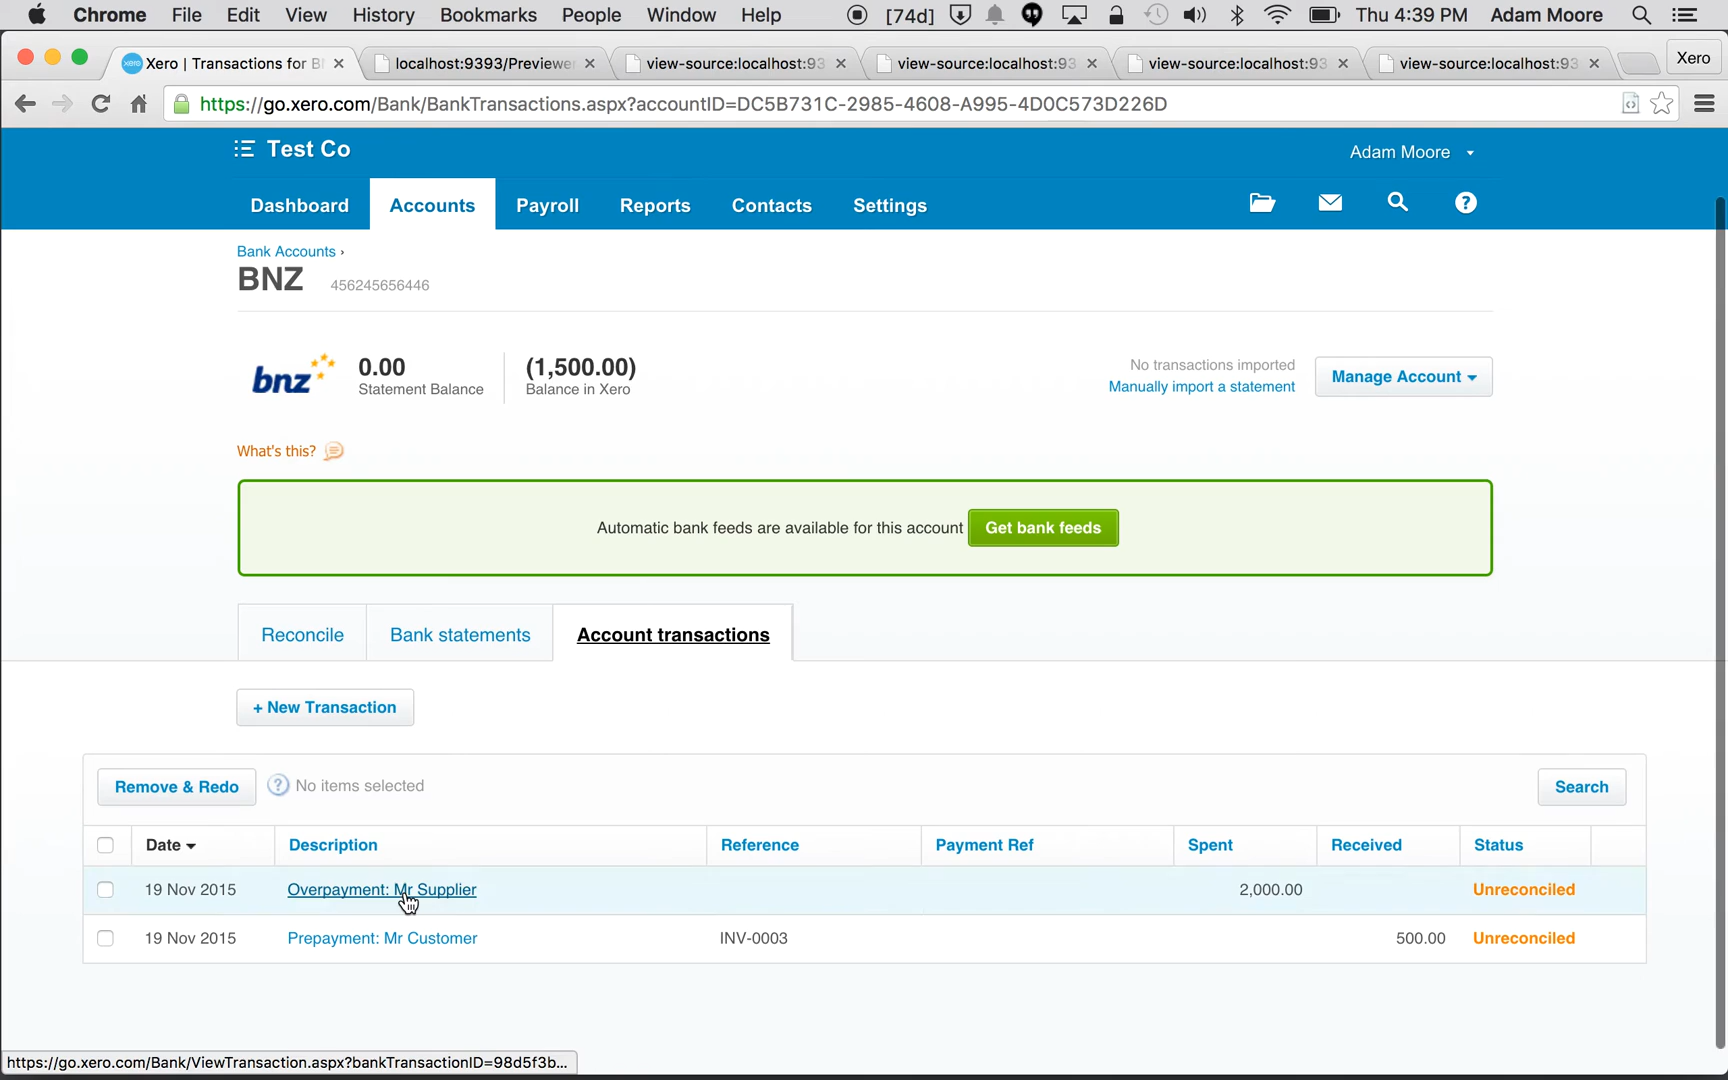 Chrome File Edit View History Bookmarks People Window Help [74d] Thu 4:39 PM Adam Moore
xero Xero | Transactions for B localhost:9393/Previewe view-source:localhost:93 view-source:localhost:93 view-source:localhost:93 view-source:localhost:93 Xero
https://go.xero.com/Bank/BankTransactions.aspx?accountID=DC5B731C-2985-4608-A995-4D0C573D226D
Test Co Adam Moore
Dashboard Accounts Payroll Reports Contacts Settings ?
Bank Accounts ›
BNZ 456245656446
bnz 0.00 (1,500.00) No transactions imported Manage Account
Statement Balance Balance in Xero Manually import a statement
What's this?
Automatic bank feeds are available for this account Get bank feeds
Reconcile Bank statements Account transactions
+ New Transaction
Remove & Redo ? No items selected Search
Date Description Reference Payment Ref Spent Received Status
19 Nov 2015 Overpayment: Mr Supplier 2,000.00 Unreconciled
19 Nov 2015 Prepayment: Mr Customer INV-0003 500.00 Unreconciled
https://go.xero.com/Bank/ViewTransaction.aspx?bankTransactionID=98d5f3b...